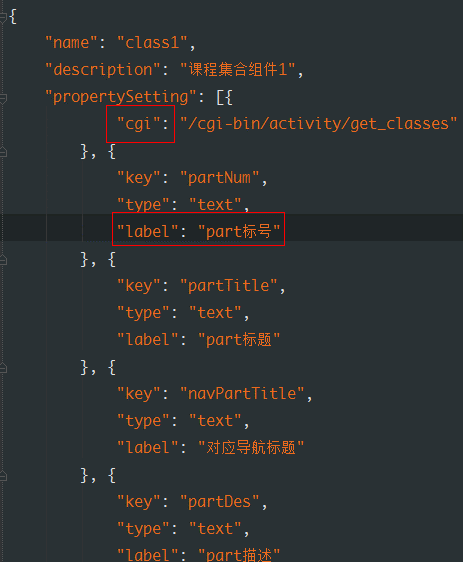 {
"name": "class1",
"description": "课程集合组件1",
"propertySetting": [{
"cgi": "/cgi-bin/activity/get_classes"
}, {
"key": "partNum",
"type": "text",
"label": "part标号"
}, {
"key": "partTitle",
"type": "text",
"label": "part标题"
}, {
"key": "navPartTitle",
"type": "text",
"label": "对应导航标题"
}, {
"key": "partDes",
"type": "text",
"label": "part描述"